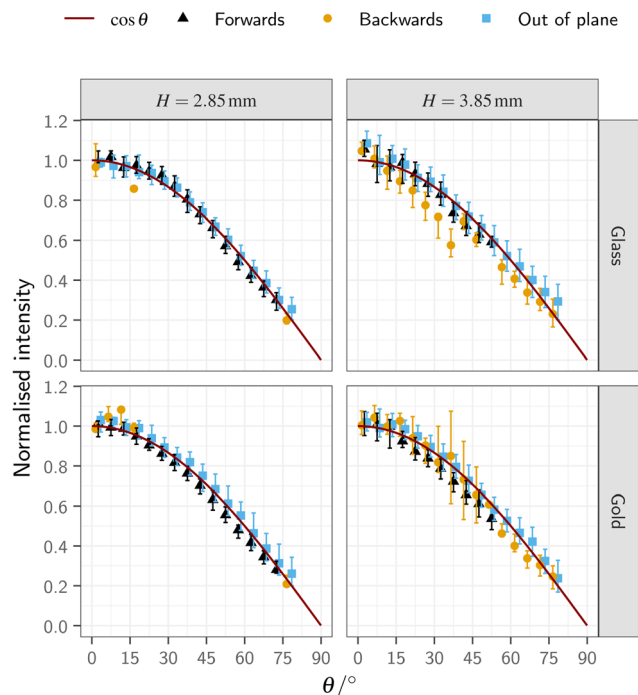 cos θ Forwards Backwards Out of plane
H = 2.85 mm H = 3.85 mm
1.2
1.0
0.8
0.6
0.4
0.2
0.0
Glass
1.2
1.0
0.8
0.6
0.4
0.2
0.0
Gold
Normalised intensity
0 15 30 45 60 75 90 0 15 30 45 60 75 90
θ/°